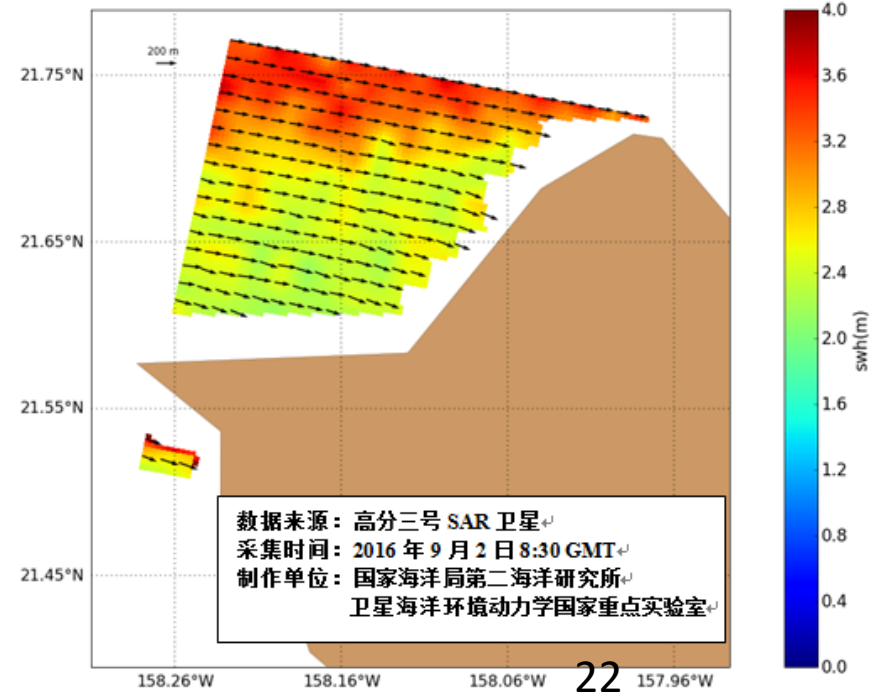 4.0
200 m
21.75°N
3.6
3.2
2.8
21.65°N
2.4
2.0
swh(m)
21.55°N
1.6
1.2
数据来源：高分三号 SAR 卫星↵
采集时间：2016 年 9 月 2 日 8:30 GMT↵
制作单位：国家海洋局第二海洋研究所↵
卫星海洋环境动力学国家重点实验室↵
0.8
21.45°N
0.4
0.0
158.26°W 158.16°W 158.06°W 22 157.96°W